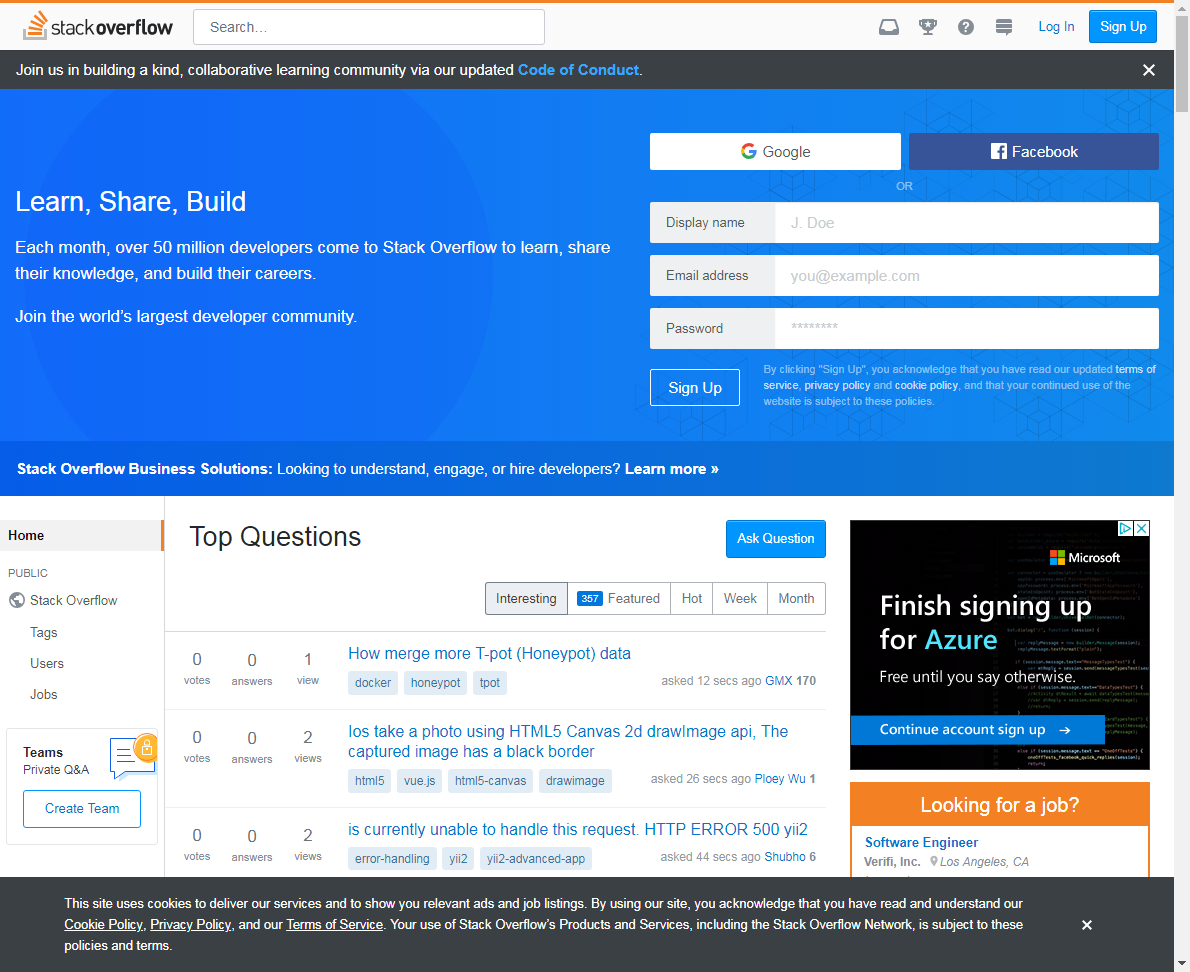 stackoverflow Search… ? Log In Sign Up
Join us in building a kind, collaborative learning community via our updated Code of Conduct.
Google Facebook
OR
Learn, Share, Build
Display name J. Doe
Each month, over 50 million developers come to Stack Overflow to learn, share
their knowledge, and build their careers.
Email address you@example.com
Join the world’s largest developer community.
Password ********
Sign Up
By clicking "Sign Up", you acknowledge that you have read our updated terms of
service, privacy policy and cookie policy, and that your continued use of the
website is subject to these policies.
Stack Overflow Business Solutions: Looking to understand, engage, or hire developers? Learn more »
Home
PUBLIC
Stack Overflow
Tags
Users
Jobs
Teams
Private Q&A
Create Team
Top Questions Ask Question
Interesting 357 Featured Hot Week Month
0 votes 0 answers 1 view
How merge more T-pot (Honeypot) data
docker honeypot tpot
asked 12 secs ago GMX 170
0 votes 0 answers 2 views
Ios take a photo using HTML5 Canvas 2d drawImage api, The
captured image has a black border
html5 vue.js html5-canvas drawimage
asked 26 secs ago Ploey Wu 1
0 votes 0 answers 2 views
is currently unable to handle this request. HTTP ERROR 500 yii2
error-handling yii2 yii2-advanced-app
asked 44 secs ago Shubho 6
Microsoft
Finish signing up
for Azure
Free until you say otherwise.
Continue account sign up →
Looking for a job?
Software Engineer
Verifi, Inc. Los Angeles, CA
This site uses cookies to deliver our services and to show you relevant ads and job listings. By using our site, you acknowledge that you have read and understand our
Cookie Policy, Privacy Policy, and our Terms of Service. Your use of Stack Overflow’s Products and Services, including the Stack Overflow Network, is subject to these
policies and terms.